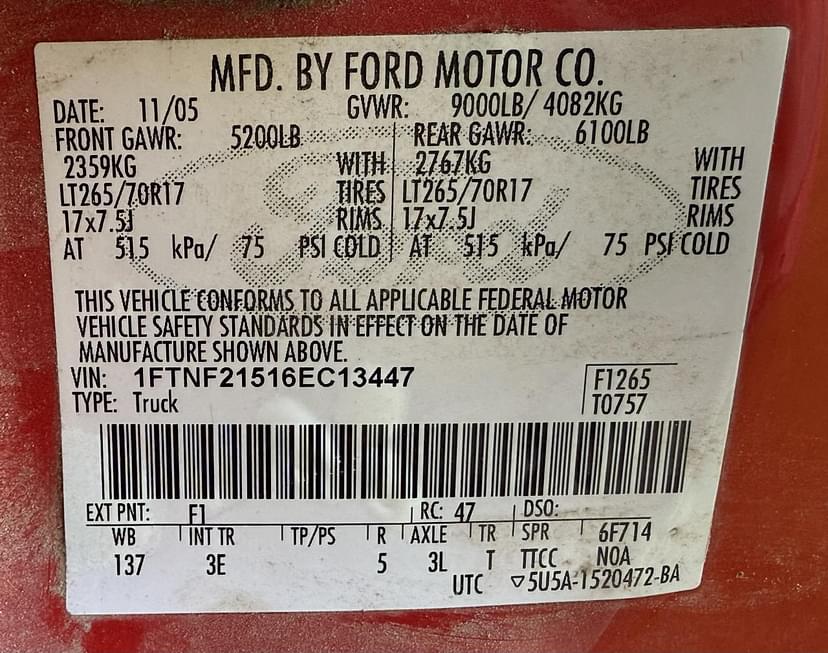 MFD. BY FORD MOTOR CO.
DATE: 11/05 GVWR: 9000LB/ 4082KG
FRONT GAWR: 5200LB REAR GAWR: 6100LB
2359KG WITH 2767KG WITH
LT265/70R17 TIRES LT265/70R17 TIRES
17x7.5J RIMS 17x7.5J RIMS
AT 515 kPa/ 75 PSI COLD AT 515 kPa/ 75 PSI COLD
THIS VEHICLE CONFORMS TO ALL APPLICABLE FEDERAL MOTOR
VEHICLE SAFETY STANDARDS IN EFFECT ON THE DATE OF
MANUFACTURE SHOWN ABOVE.
VIN: 1FTNF21516EC13447 F1265
TYPE: Truck T0757
EXT PNT: F1 RC: 47 DSO:
WB INT TR TP/PS R AXLE TR SPR 6F714
137 3E 5 3L T TTCC NOA
UTC ▽5U5A-1520472-BA